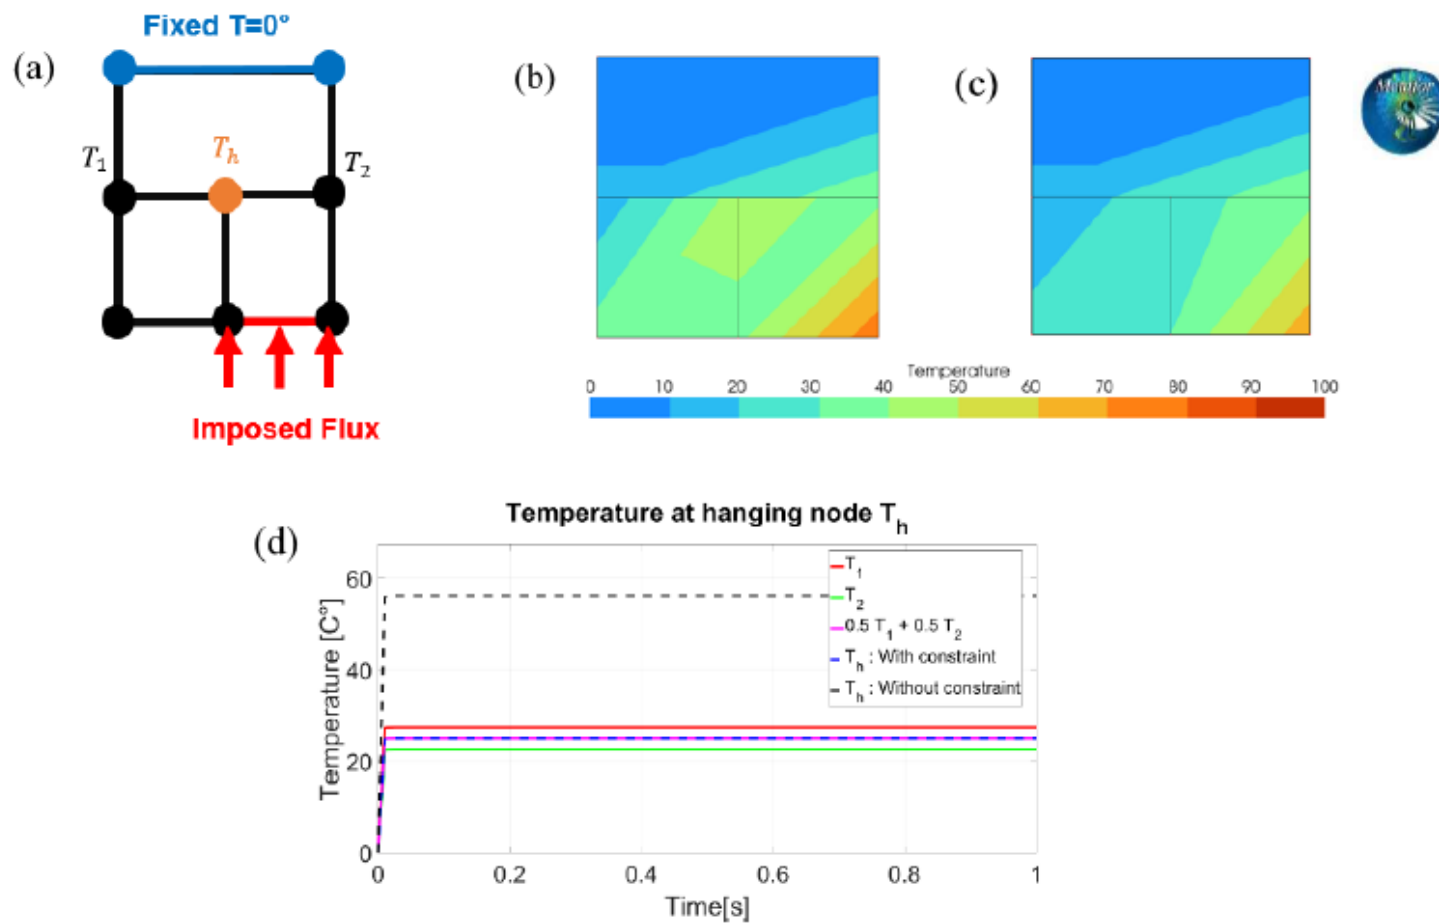 Fixed T=0°
(a)
T1
Th
T2
Imposed Flux
(b)
(c)
Monitor
Temperature
0 10 20 30 40 50 60 70 80 90 100
(d)
Temperature at hanging node Th
Temperature [C°]
60
40
20
0
T1
T2
0.5 T1 + 0.5 T2
Th : With constraint
Th : Without constraint
0 0.2 0.4 0.6 0.8 1
Time[s]